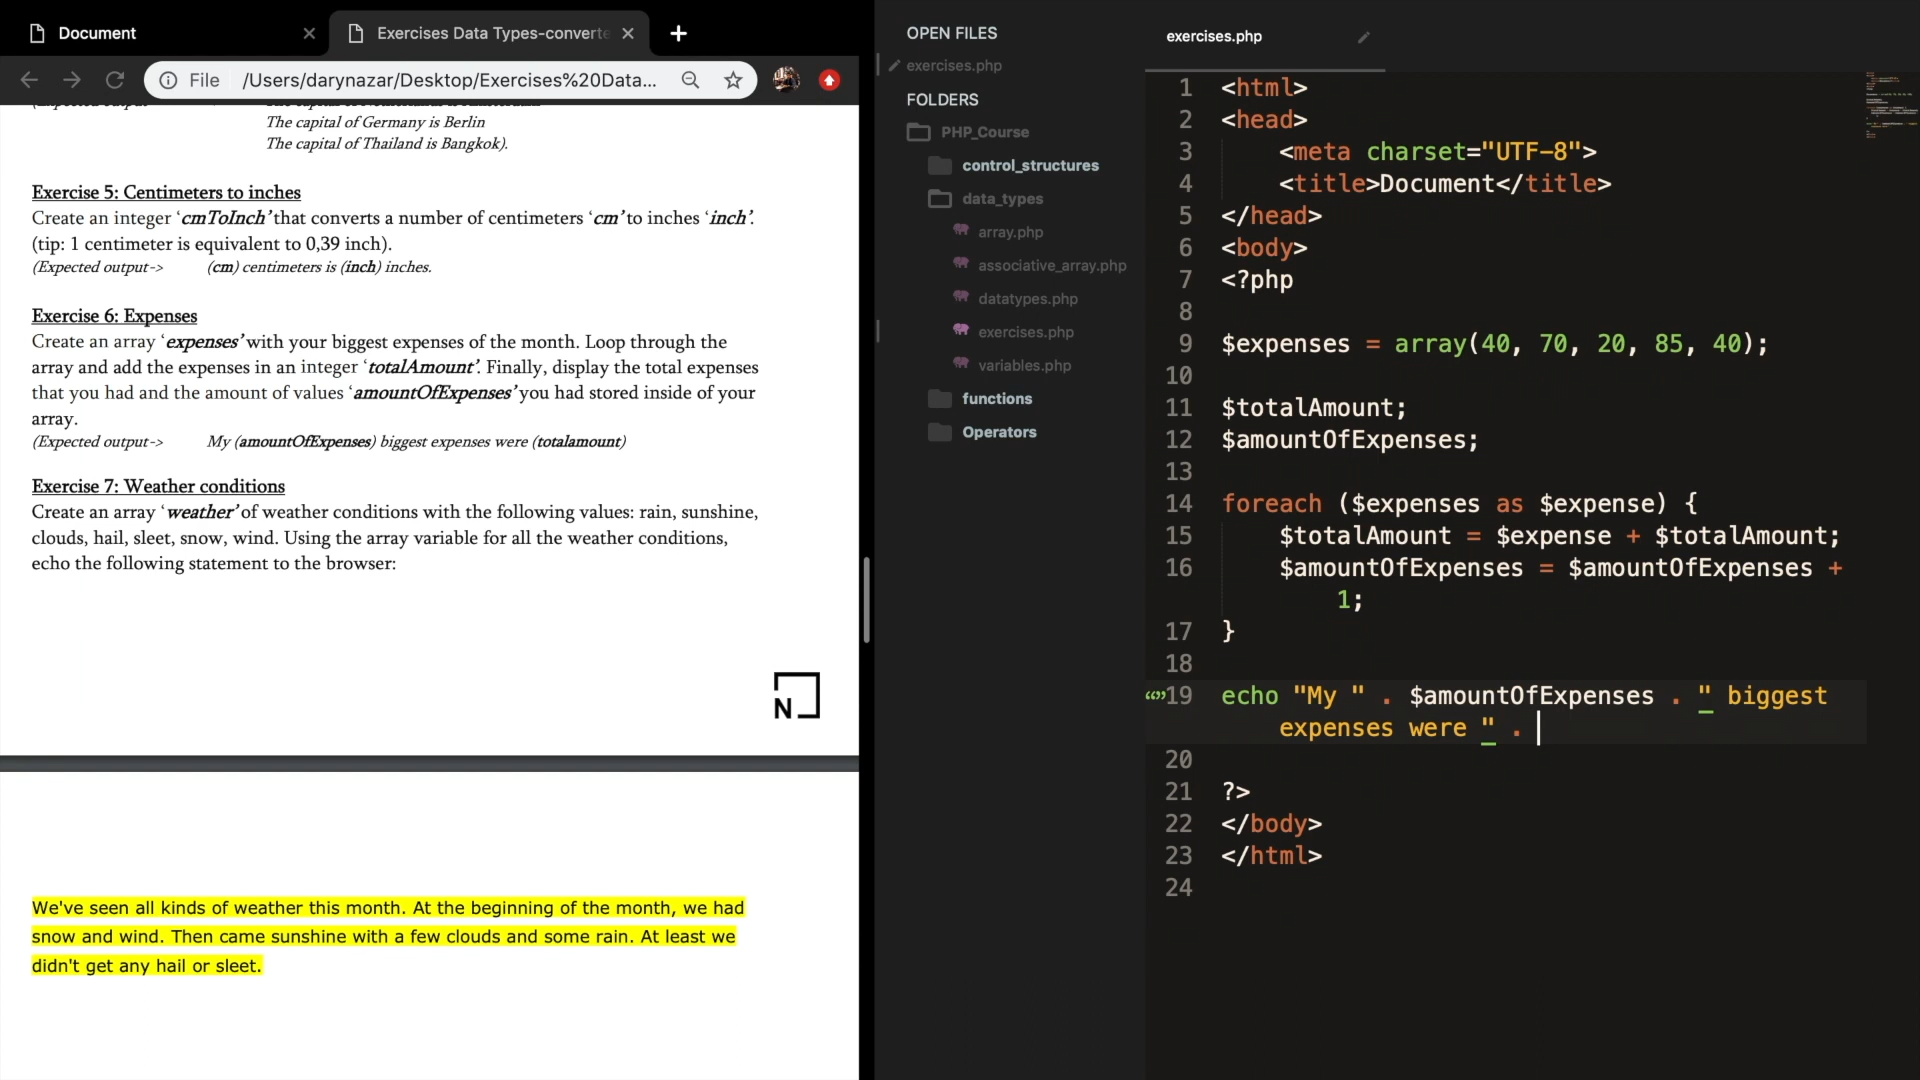 Document
Exercises Data Types-converte
File /Users/darynazar/Desktop/Exercises%20Data...
The capital of Germany is Berlin
The capital of Thailand is Bangkok).
Exercise 5: Centimeters to inches
Create an integer ‘cmToInch’ that converts a number of centimeters ‘cm’ to inches ‘inch’.
(tip: 1 centimeter is equivalent to 0,39 inch).
(Expected output-> (cm) centimeters is (inch) inches.
Exercise 6: Expenses
Create an array ‘expenses’ with your biggest expenses of the month. Loop through the
array and add the expenses in an integer ‘totalAmount’. Finally, display the total expenses
that you had and the amount of values ‘amountOfExpenses’ you had stored inside of your
array.
(Expected output-> My (amountOfExpenses) biggest expenses were (totalamount)
Exercise 7: Weather conditions
Create an array ‘weather’ of weather conditions with the following values: rain, sunshine,
clouds, hail, sleet, snow, wind. Using the array variable for all the weather conditions,
echo the following statement to the browser:
N
We've seen all kinds of weather this month. At the beginning of the month, we had
snow and wind. Then came sunshine with a few clouds and some rain. At least we
didn't get any hail or sleet.
OPEN FILES
exercises.php
FOLDERS
PHP_Course
control_structures
data_types
array.php
associative_array.php
datatypes.php
exercises.php
variables.php
functions
Operators
exercises.php
1 <html>
2 <head>
3 <meta charset="UTF-8">
4 <title>Document</title>
5 </head>
6 <body>
7 <?php
8
9 $expenses = array(40, 70, 20, 85, 40);
10
11 $totalAmount;
12 $amountOfExpenses;
13
14 foreach ($expenses as $expense) {
15 $totalAmount = $expense + $totalAmount;
16 $amountOfExpenses = $amountOfExpenses +
1;
17 }
18
19 echo "My " . $amountOfExpenses . " biggest
expenses were " .
20
21 ?>
22 </body>
23 </html>
24